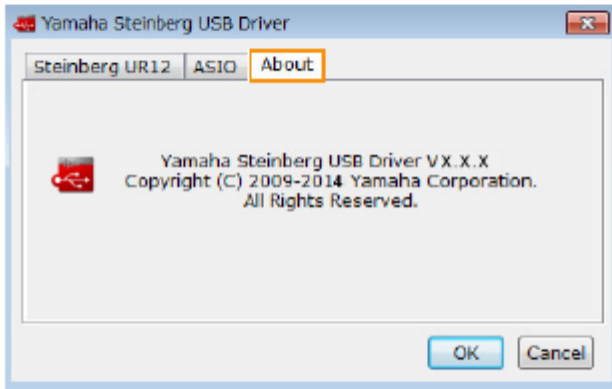 Yamaha Steinberg USB Driver
Steinberg UR12 ASIO About
Yamaha Steinberg USB Driver VX.X.X
Copyright (C) 2009-2014 Yamaha Corporation.
All Rights Reserved.
OK Cancel